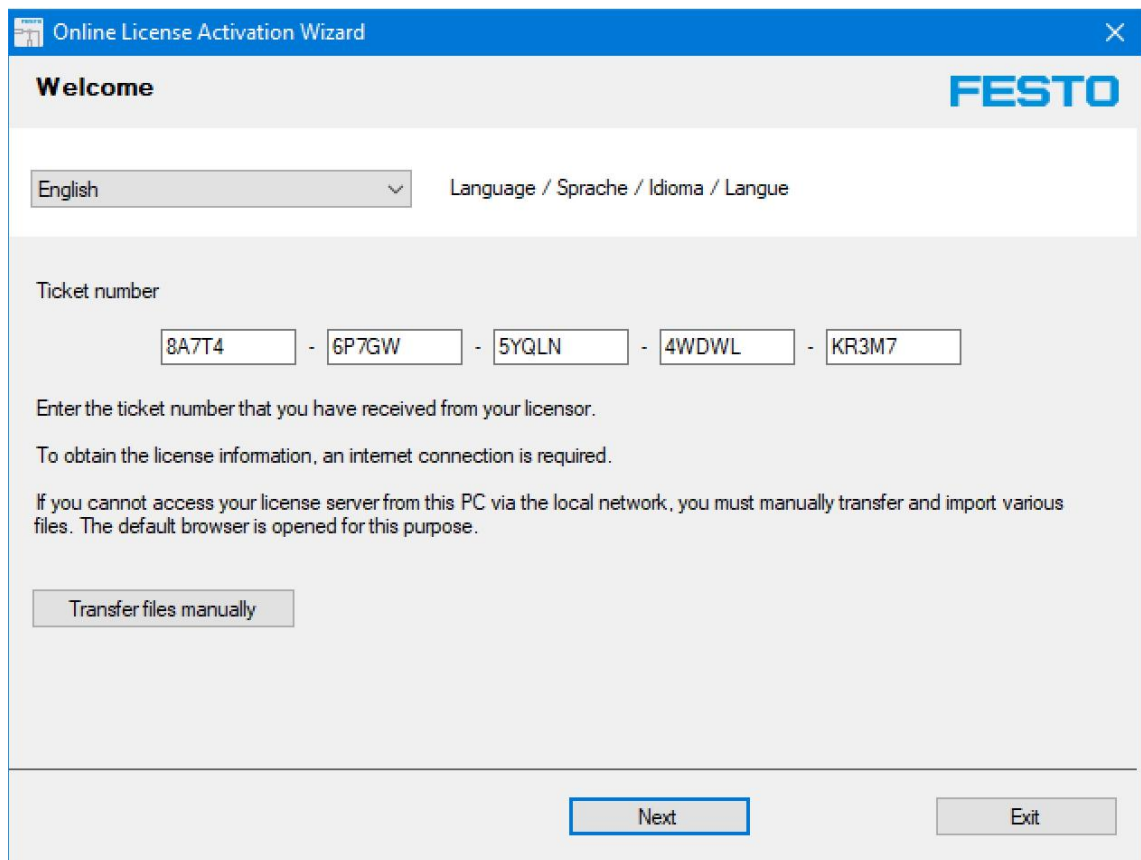 Online License Activation Wizard
Welcome
FESTO
English
Language / Sprache / Idioma / Langue
Ticket number
8A7T4 - 6P7GW - 5YQLN - 4WDWL - KR3M7
Enter the ticket number that you have received from your licensor.
To obtain the license information, an internet connection is required.
If you cannot access your license server from this PC via the local network, you must manually transfer and import various
files. The default browser is opened for this purpose.
Transfer files manually
Next
Exit